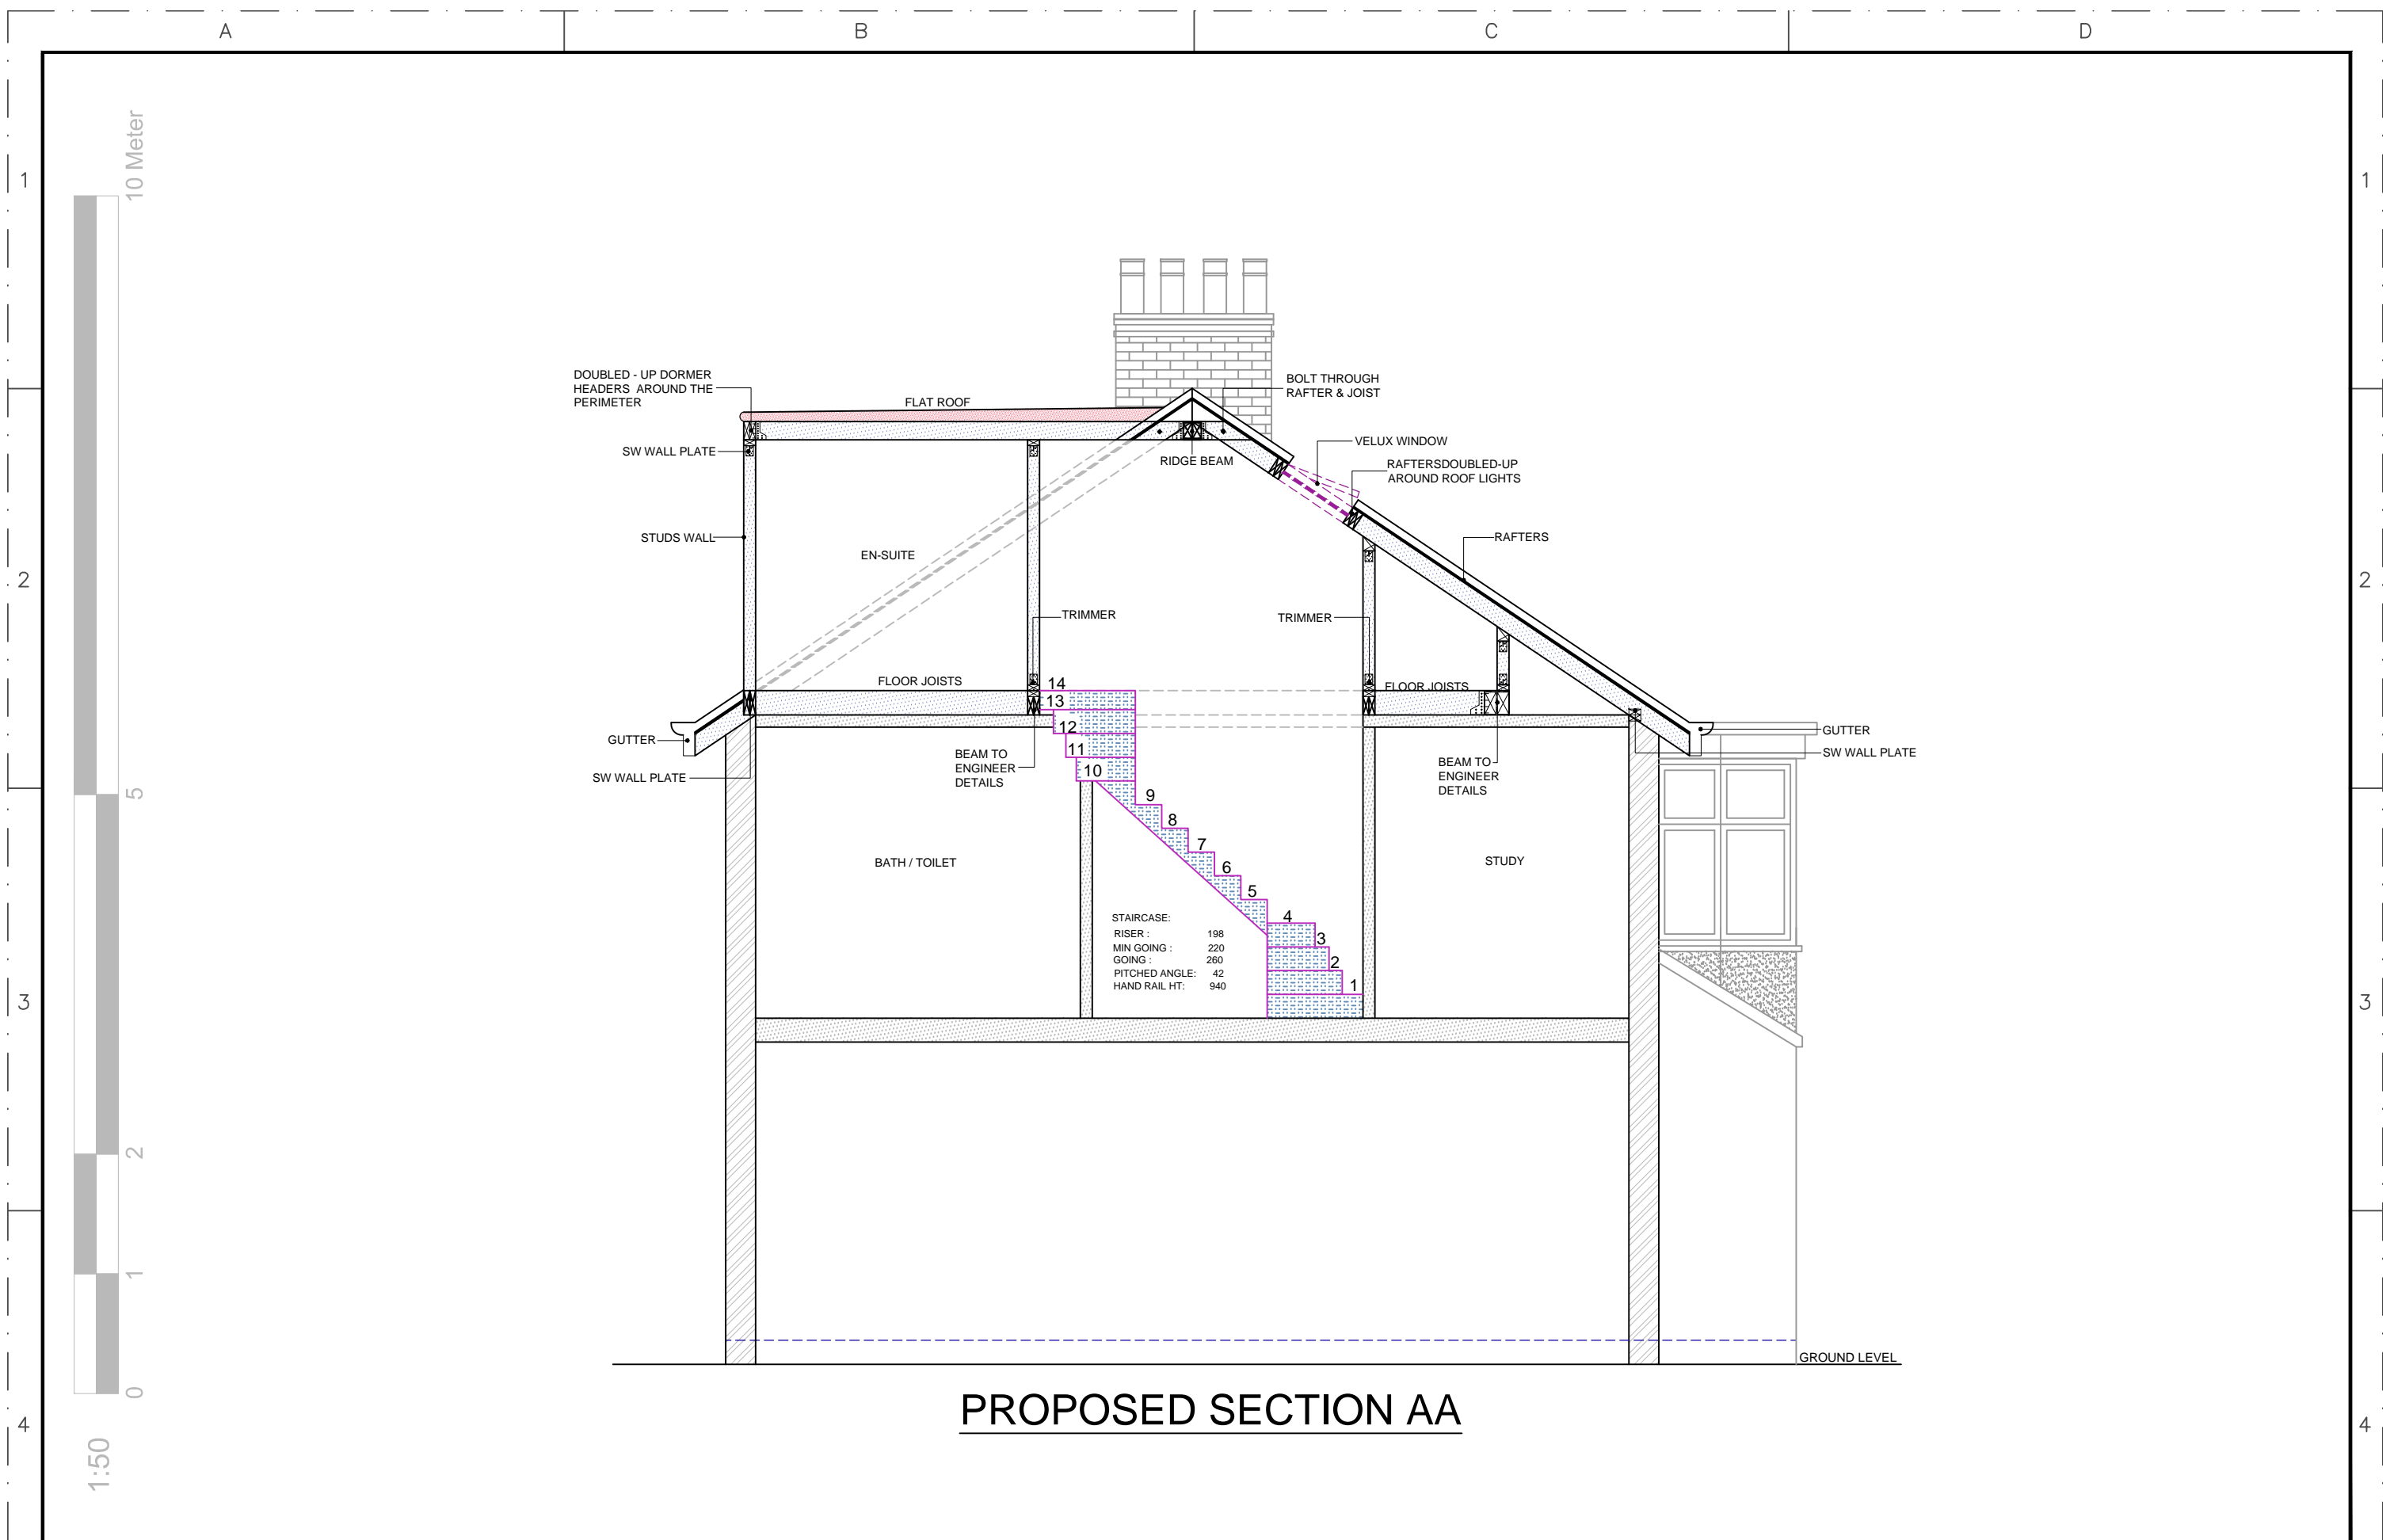 A
B
C
D
1
1
10 Meter
DOUBLED - UP DORMER
HEADERS AROUND THE
PERIMETER
FLAT ROOF
BOLT THROUGH
RAFTER & JOIST
SW WALL PLATE
RIDGE BEAM
VELUX WINDOW
RAFTERSDOUBLED-UP
AROUND ROOF LIGHTS
STUDS WALL
RAFTERS
EN-SUITE
2
2
TRIMMER
TRIMMER
FLOOR JOISTS
14
FLOOR JOISTS
13
12
GUTTER
GUTTER
11
SW WALL PLATE
BEAM TO
ENGINEER
DETAILS
BEAM TO
ENGINEER
DETAILS
10
SW WALL PLATE
5
9
8
7
BATH / TOILET
STUDY
6
5
4
STAIRCASE:
RISER : 198
3
MIN GOING : 220
GOING : 260
2
PITCHED ANGLE: 42
HAND RAIL HT: 940
1
3
3
2
1
0
GROUND LEVEL
PROPOSED SECTION AA
4
4
1:50